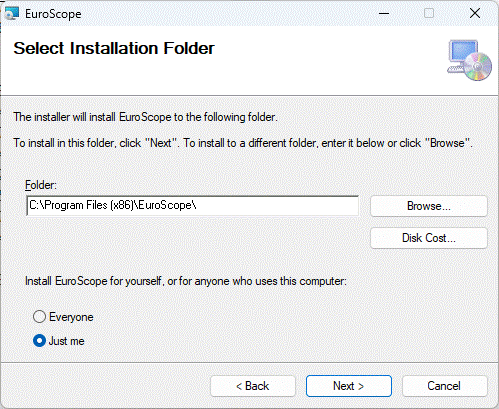 EuroScope
Select Installation Folder
The installer will install EuroScope to the following folder.
To install in this folder, click "Next". To install to a different folder, enter it below or click "Browse".
Folder:
C:\Program Files (x86)\EuroScope\
Browse...
Disk Cost...
Install EuroScope for yourself, or for anyone who uses this computer:
Everyone
Just me
< Back
Next >
Cancel